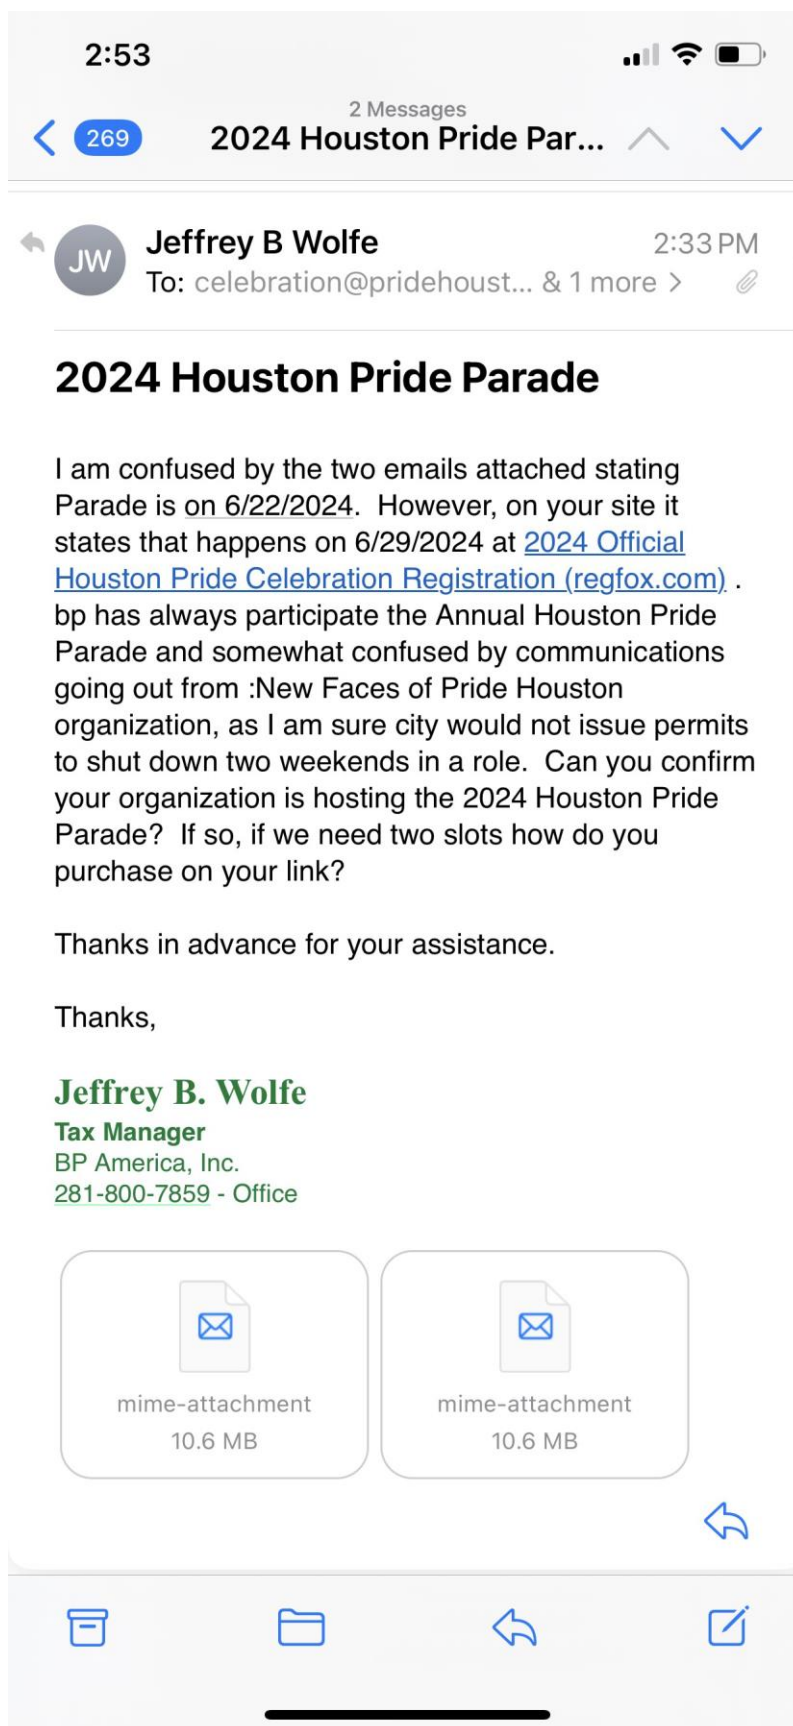 2:53
2 Messages
269
2024 Houston Pride Par...
JW
Jeffrey B Wolfe
2:33 PM
To: celebration@pridehoust... & 1 more >
2024 Houston Pride Parade
I am confused by the two emails attached stating
Parade is on 6/22/2024.  However, on your site it
states that happens on 6/29/2024 at 2024 Official
Houston Pride Celebration Registration (regfox.com) .
bp has always participate the Annual Houston Pride
Parade and somewhat confused by communications
going out from :New Faces of Pride Houston
organization, as I am sure city would not issue permits
to shut down two weekends in a role.  Can you confirm
your organization is hosting the 2024 Houston Pride
Parade?  If so, if we need two slots how do you
purchase on your link?
Thanks in advance for your assistance.
Thanks,
Jeffrey B. Wolfe
Tax Manager
BP America, Inc.
281-800-7859 - Office
mime-attachment
10.6 MB
mime-attachment
10.6 MB